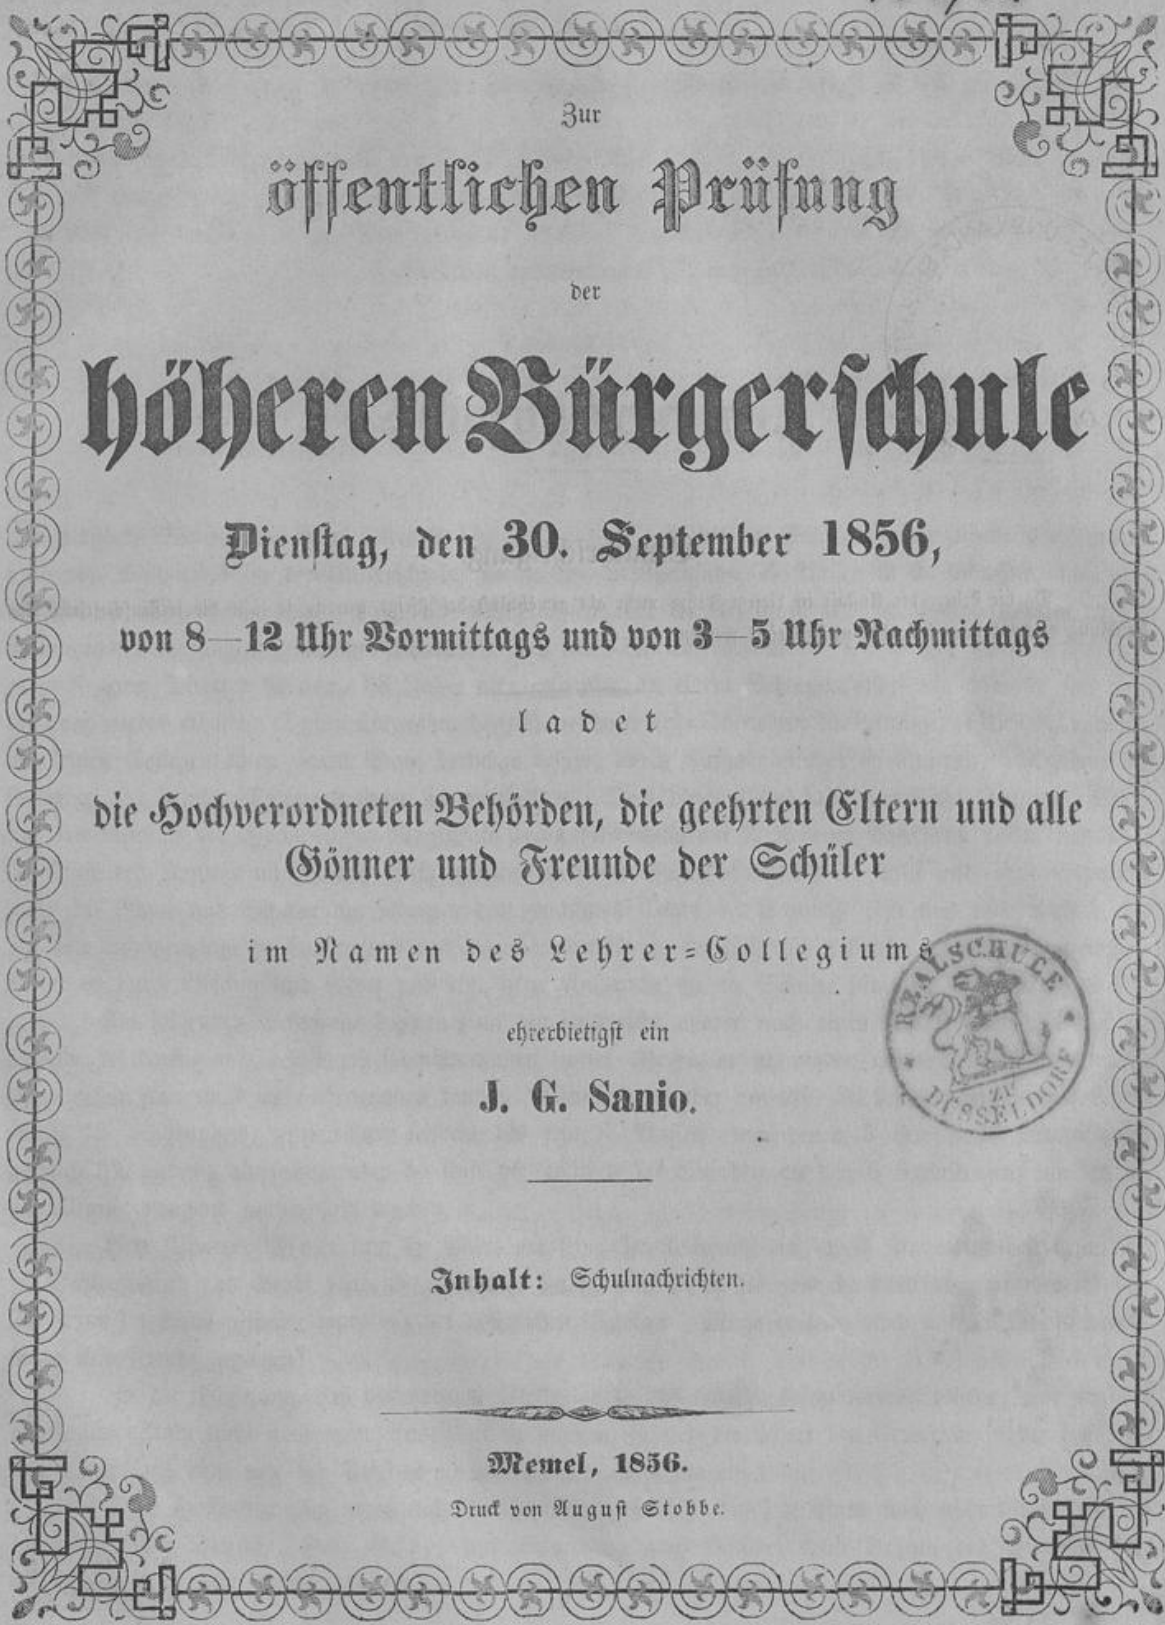 Zur
öffentlichen Prüfung
der
höheren Bürgerschule
Dienstag, den 30. September 1856,
von 8—12 Uhr Vormittags und von 3—5 Uhr Nachmittags
ladet
die Hochverordneten Behörden, die geehrten Eltern und alle
Gönner und Freunde der Schüler
im Namen des Lehrer-Collegiums
ehrerbietigst ein
J. G. Sanio.
REALSCHULE
ZU
DÜSSELDORF
Inhalt: Schulnachrichten.
Memel, 1856.
Druck von August Stobbe.